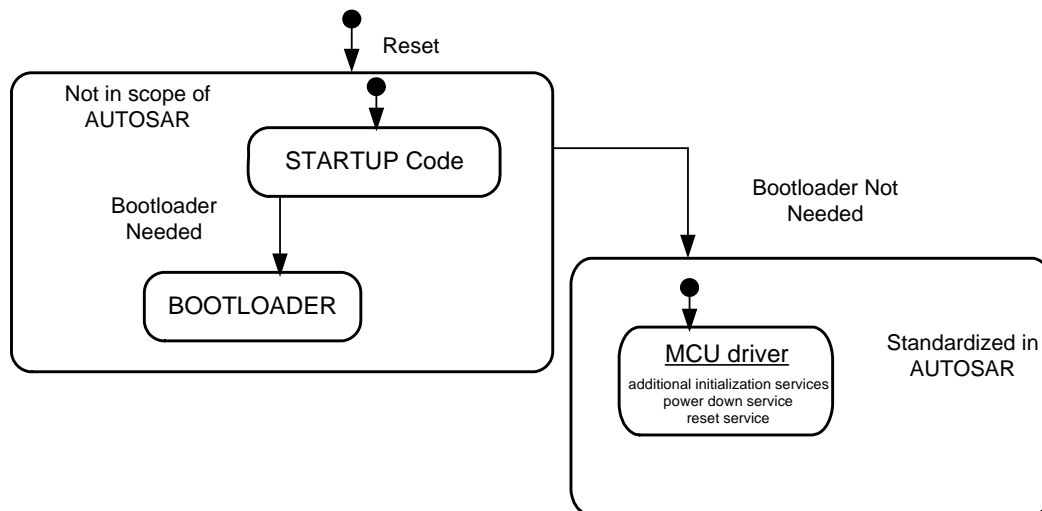 Reset
Not in scope of
AUTOSAR
STARTUP Code
Bootloader
Needed
BOOTLOADER
Bootloader Not
Needed
MCU driver
additional initialization services
power down service
reset service
Standardized in
AUTOSAR